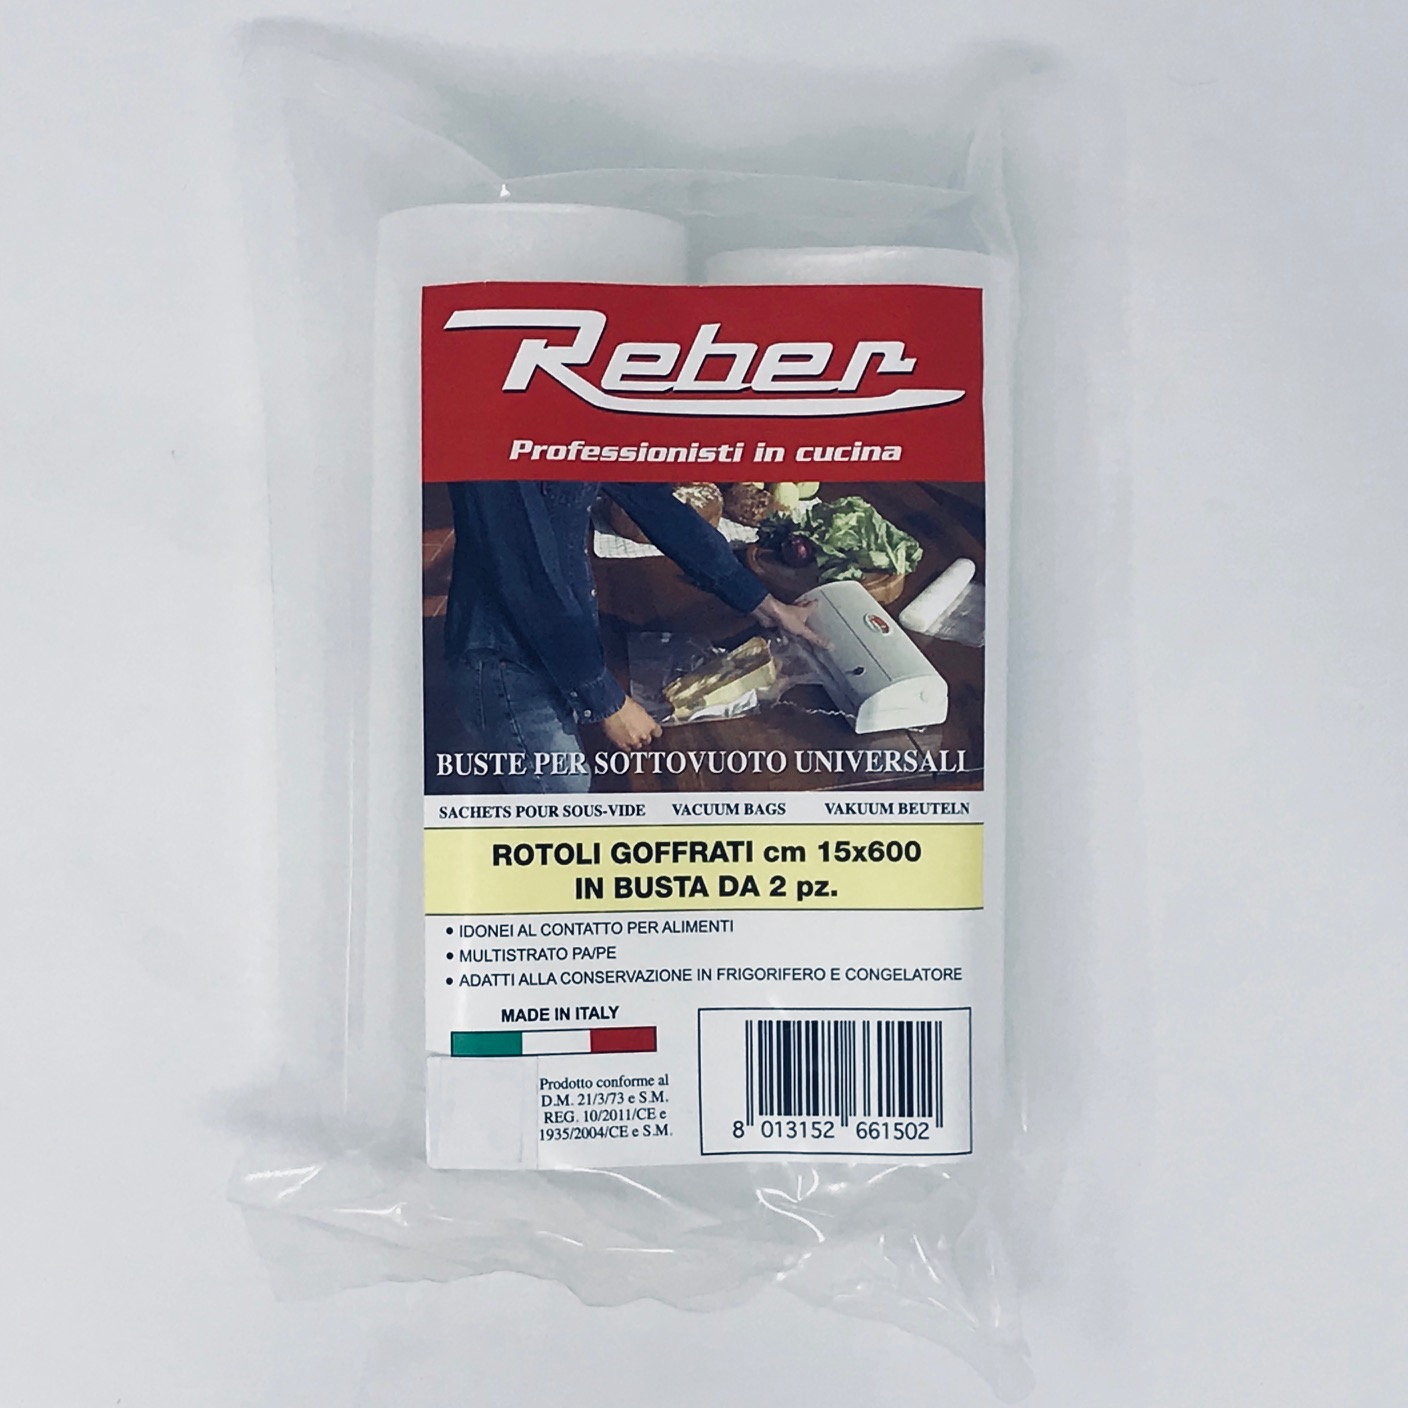 Reber
Professionisti in cucina
BUSTE PER SOTTOVUOTO UNIVERSALI
SACHETS POUR SOUS-VIDE VACUUM BAGS VAKUUM BEUTELN
ROTOLI GOFFRATI cm 15x600
IN BUSTA DA 2 pz.
• IDONEI AL CONTATTO PER ALIMENTI
• MULTISTRATO PA/PE
• ADATTI ALLA CONSERVAZIONE IN FRIGORIFERO E CONGELATORE
MADE IN ITALY
Prodotto conforme al
D.M. 21/3/73 e S.M.
REG. 10/2011/CE e
1935/2004/CE e S.M.
8 013152 661502